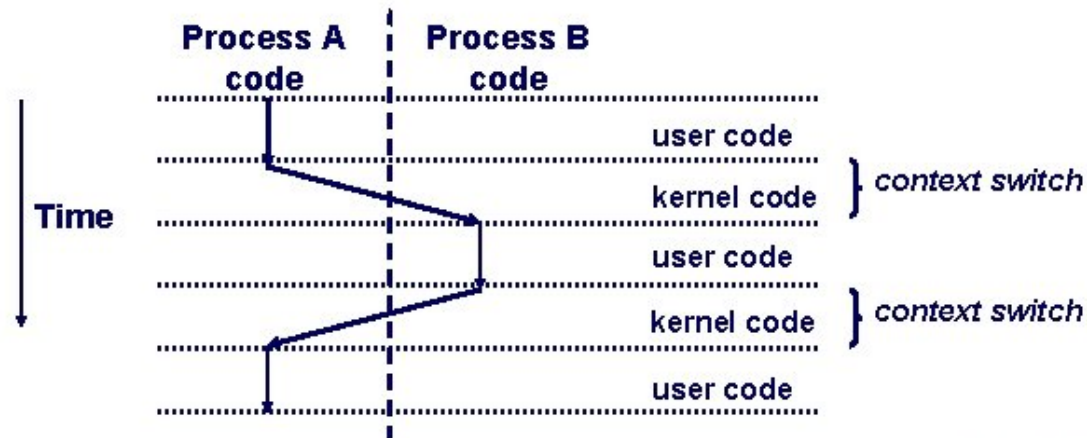 Process A
code
Process B
code
user code
context switch
kernel code
Time
user code
context switch
kernel code
user code